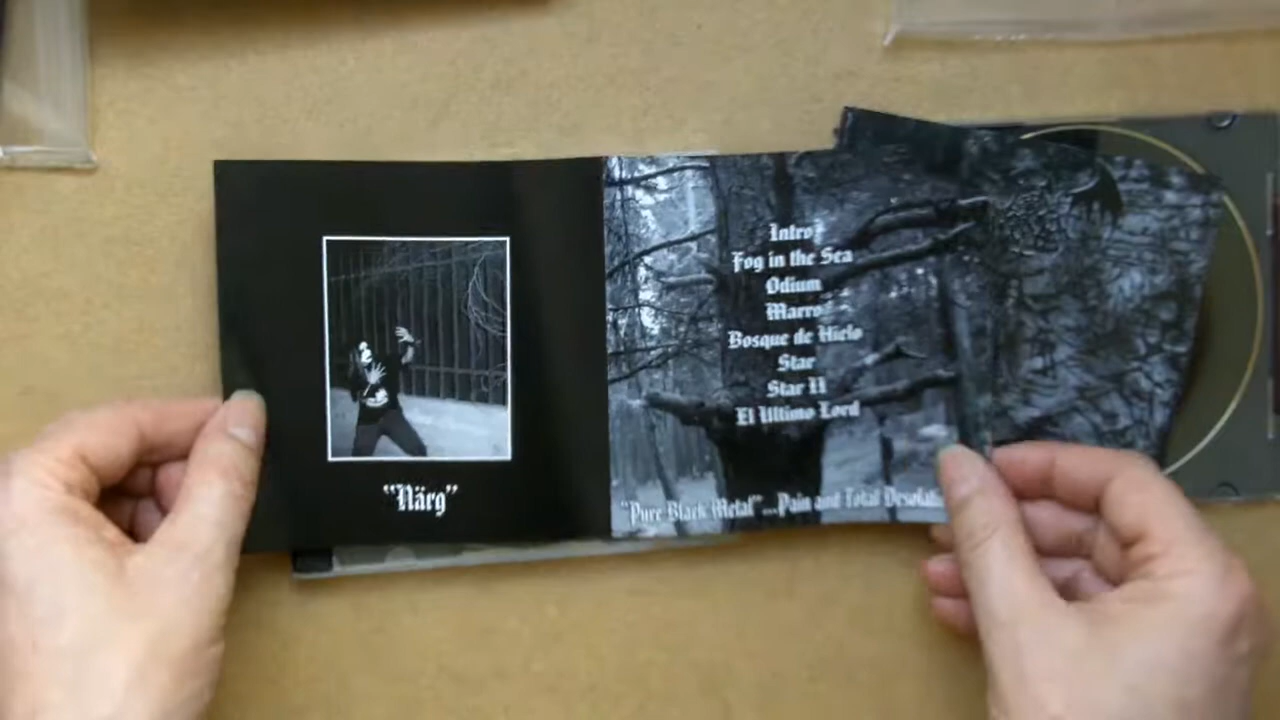 "Närg"
Intro
Fog in the Sea
Odium
Marro
Bosque de Hielo
Star
Star II
El Ultimo Lord
"Pure Black Metal"...Pain and Total